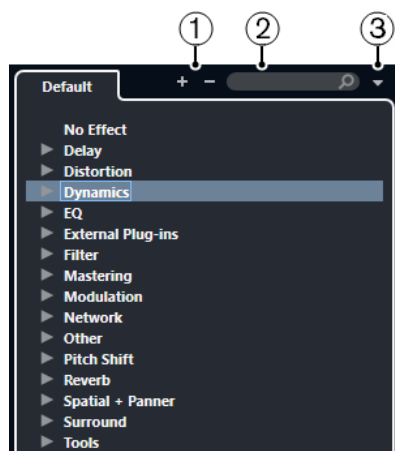 ① ② ③
Default + −
No Effect
Delay
Distortion
Dynamics
EQ
External Plug-ins
Filter
Mastering
Modulation
Network
Other
Pitch Shift
Reverb
Spatial + Panner
Surround
Tools